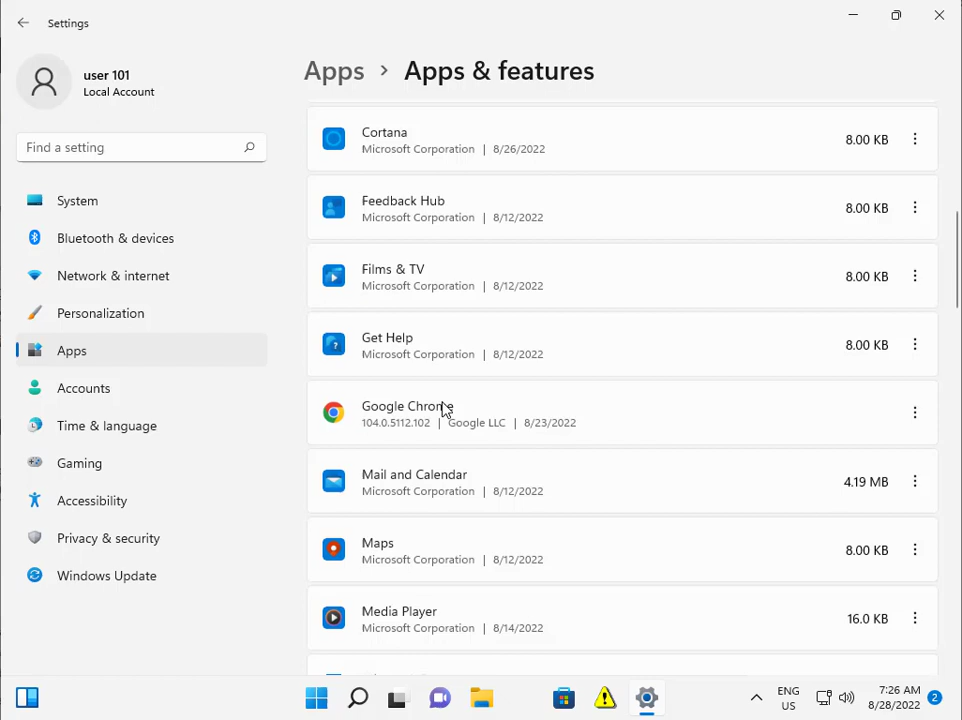 Settings
user 101
Local Account
Find a setting
System
Bluetooth & devices
Network & internet
Personalization
Apps
Accounts
Time & language
Gaming
Accessibility
Privacy & security
Windows Update
Apps > Apps & features
Cortana
Microsoft Corporation | 8/26/2022
8.00 KB
Feedback Hub
Microsoft Corporation | 8/12/2022
8.00 KB
Films & TV
Microsoft Corporation | 8/12/2022
8.00 KB
Get Help
Microsoft Corporation | 8/12/2022
8.00 KB
Google Chrome
104.0.5112.102 | Google LLC | 8/23/2022
Mail and Calendar
Microsoft Corporation | 8/12/2022
4.19 MB
Maps
Microsoft Corporation | 8/12/2022
8.00 KB
Media Player
Microsoft Corporation | 8/14/2022
16.0 KB
ENG
US
7:26 AM
8/28/2022
2